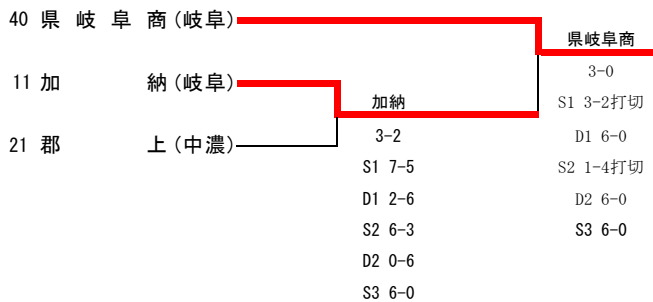 40 県岐阜商(岐阜)
11 加納(岐阜)
21 郡上(中濃)
加納
3-2
S1 7-5
D1 2-6
S2 6-3
D2 0-6
S3 6-0
県岐阜商
3-0
S1 3-2打切
D1 6-0
S2 1-4打切
D2 6-0
S3 6-0